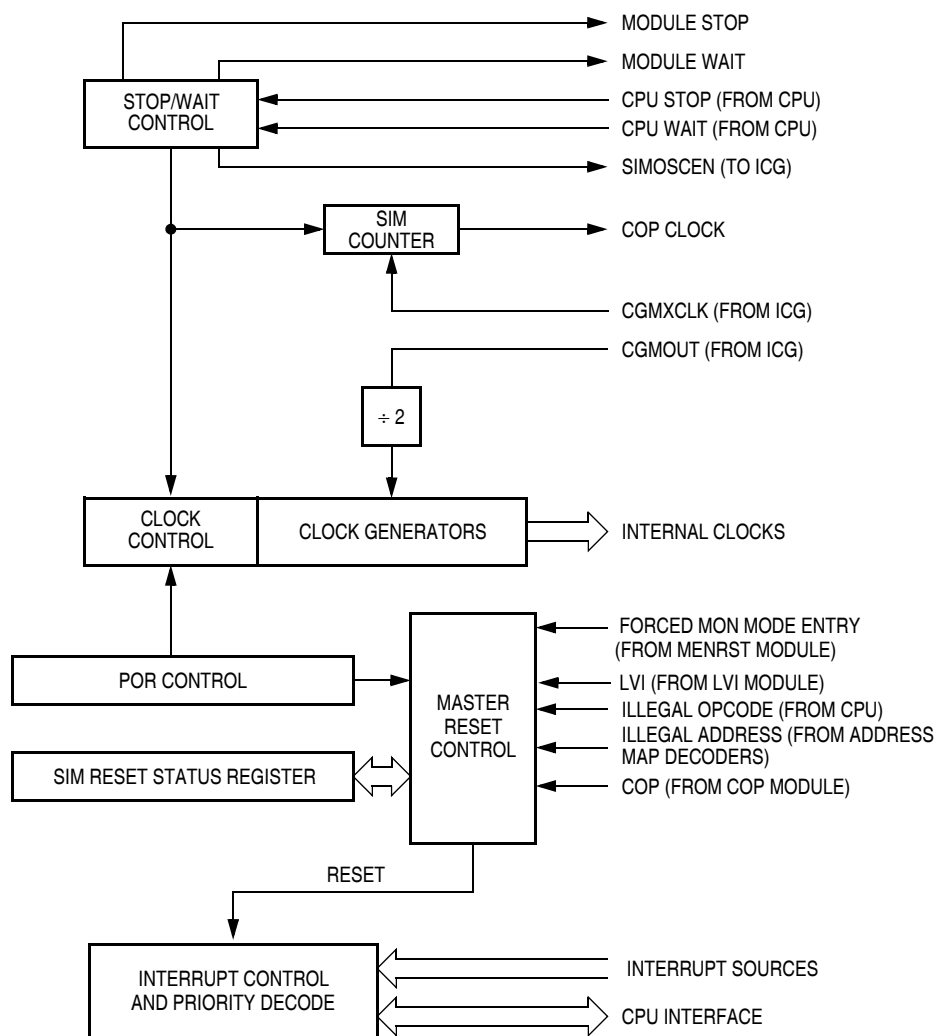 MODULE STOP
MODULE WAIT
STOP/WAIT
CONTROL
CPU STOP (FROM CPU)
CPU WAIT (FROM CPU)
SIMOSCEN (TO ICG)
SIM
COUNTER
COP CLOCK
CGMXCLK (FROM ICG)
CGMOUT (FROM ICG)
÷ 2
CLOCK
CONTROL
CLOCK GENERATORS
INTERNAL CLOCKS
FORCED MON MODE ENTRY
(FROM MENRST MODULE)
POR CONTROL
LVI (FROM LVI MODULE)
MASTER
RESET
CONTROL
ILLEGAL OPCODE (FROM CPU)
ILLEGAL ADDRESS (FROM ADDRESS
MAP DECODERS)
SIM RESET STATUS REGISTER
COP (FROM COP MODULE)
RESET
INTERRUPT CONTROL
AND PRIORITY DECODE
INTERRUPT SOURCES
CPU INTERFACE